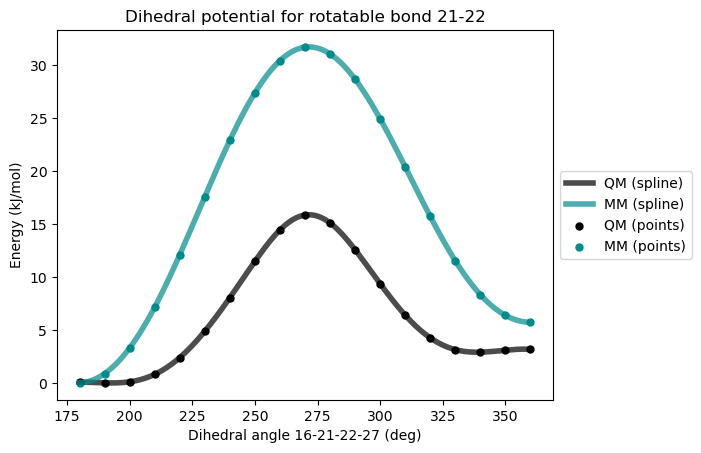 Dihedral potential for rotatable bond 21-22
Energy (kJ/mol)
30
25
20
15
10
5
0
175
200
225
250
275
300
325
350
Dihedral angle 16-21-22-27 (deg)
QM (spline)
MM (spline)
QM (points)
MM (points)